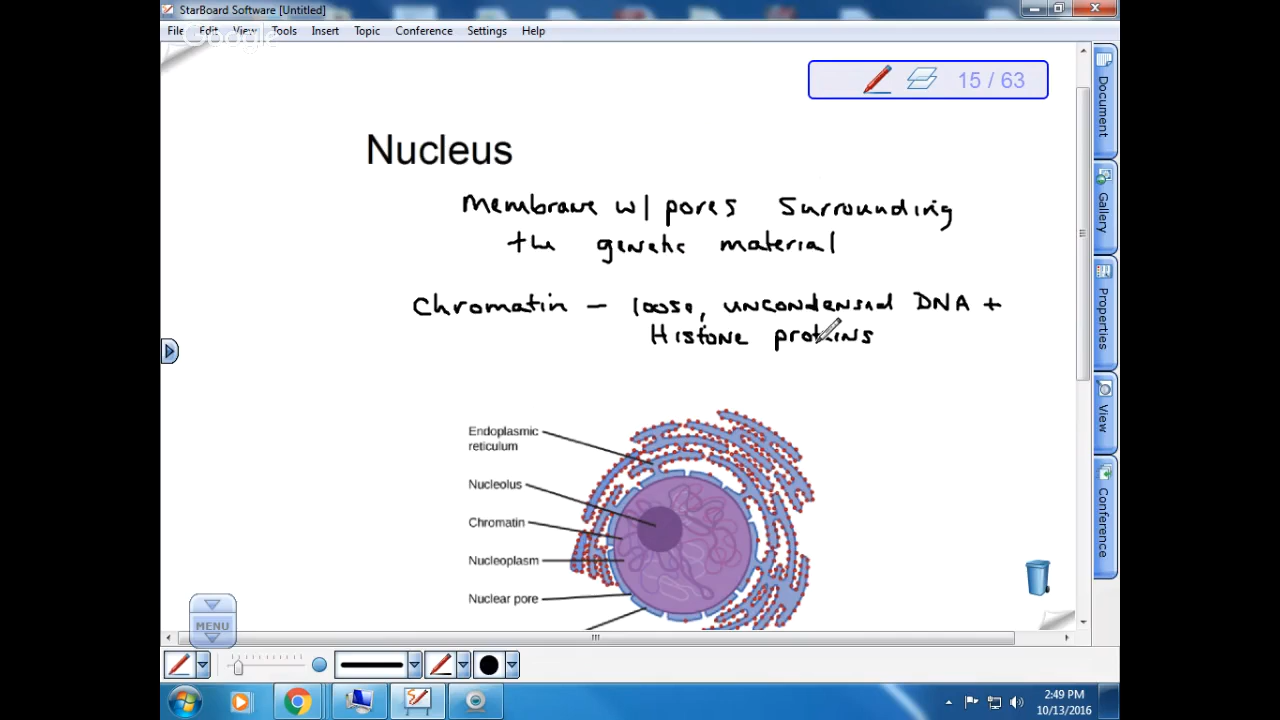 StarBoard Software [Untitled]
File Edit View Tools Insert Topic Conference Settings Help
Google
15 / 63
Nucleus
Membrane w/ pores surrounding
the genetic material
Chromatin – loose, uncondensed DNA +
Histone proteins
Endoplasmic
reticulum
Nucleolus
Chromatin
Nucleoplasm
Nuclear pore
Document
Gallery
Properties
View
Conference
MENU
2:49 PM
10/13/2016